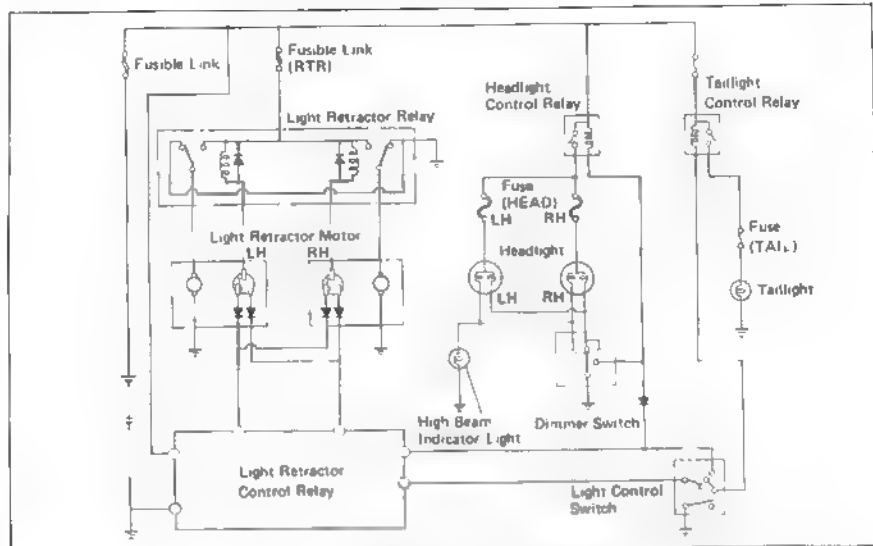 Fusible Link
Fusible Link
(RTR)
Light Retractor Relay
Headlight
Control Relay
Taillight
Control Relay
Fuse
(HEAD)
LH
RH
Light Retractor Motor
LH
RH
Headlight
LH
RH
Fuse
(TAIL)
Taillight
High Beam
Indicator Light
Dimmer Switch
Light Retractor
Control Relay
Light Control
Switch